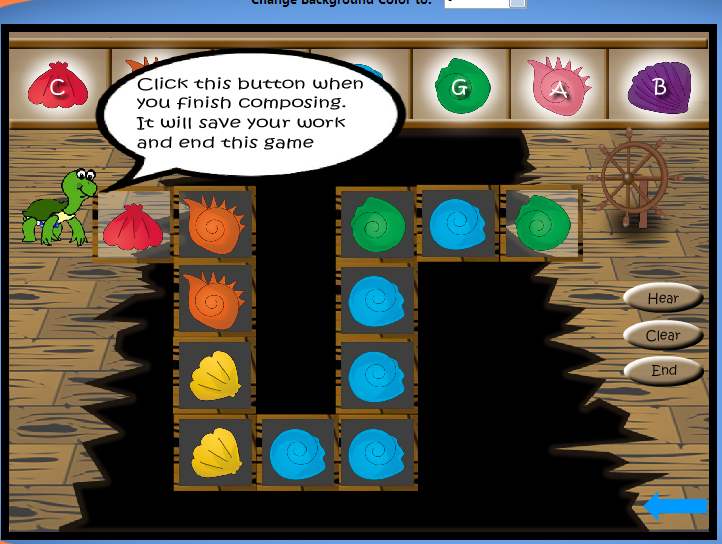 Change Background Color to:
C
G
A
B
Click this button when
you finish composing.
It will save your work
and end this game
Hear
Clear
End